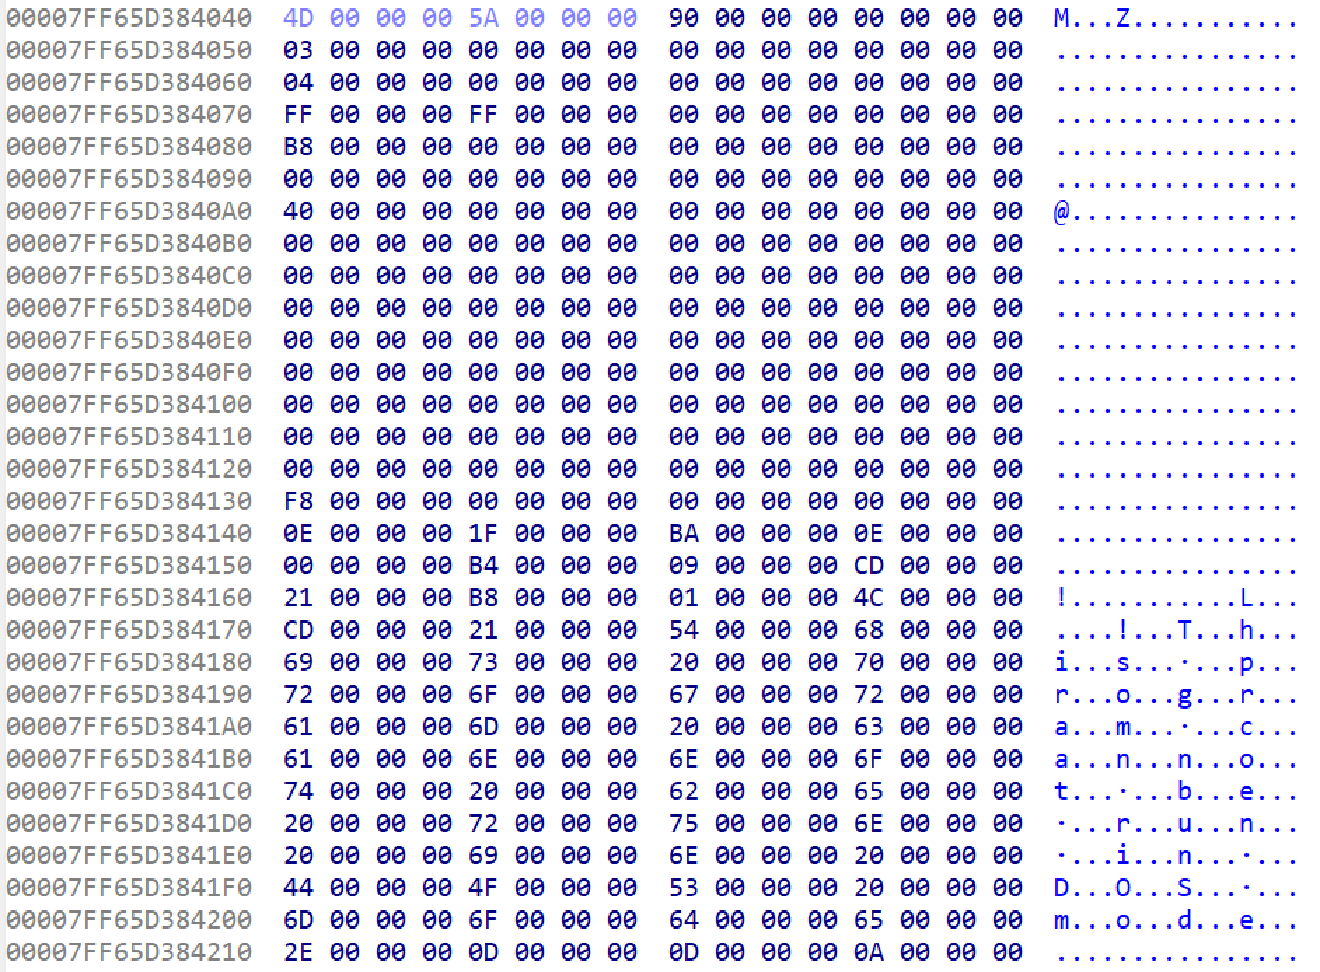 00007FF65D384040 4D 00 00 00 5A 00 00 00 90 00 00 00 00 00 00 00 M...Z...........
00007FF65D384050 03 00 00 00 00 00 00 00 00 00 00 00 00 00 00 00 ................
00007FF65D384060 04 00 00 00 00 00 00 00 00 00 00 00 00 00 00 00 ................
00007FF65D384070 FF 00 00 00 FF 00 00 00 00 00 00 00 00 00 00 00 ................
00007FF65D384080 B8 00 00 00 00 00 00 00 00 00 00 00 00 00 00 00 ................
00007FF65D384090 00 00 00 00 00 00 00 00 00 00 00 00 00 00 00 00 ................
00007FF65D3840A0 40 00 00 00 00 00 00 00 00 00 00 00 00 00 00 00 @...............
00007FF65D3840B0 00 00 00 00 00 00 00 00 00 00 00 00 00 00 00 00 ................
00007FF65D3840C0 00 00 00 00 00 00 00 00 00 00 00 00 00 00 00 00 ................
00007FF65D3840D0 00 00 00 00 00 00 00 00 00 00 00 00 00 00 00 00 ................
00007FF65D3840E0 00 00 00 00 00 00 00 00 00 00 00 00 00 00 00 00 ................
00007FF65D3840F0 00 00 00 00 00 00 00 00 00 00 00 00 00 00 00 00 ................
00007FF65D384100 00 00 00 00 00 00 00 00 00 00 00 00 00 00 00 00 ................
00007FF65D384110 00 00 00 00 00 00 00 00 00 00 00 00 00 00 00 00 ................
00007FF65D384120 00 00 00 00 00 00 00 00 00 00 00 00 00 00 00 00 ................
00007FF65D384130 F8 00 00 00 00 00 00 00 00 00 00 00 00 00 00 00 ................
00007FF65D384140 0E 00 00 00 1F 00 00 00 BA 00 00 00 0E 00 00 00 ................
00007FF65D384150 00 00 00 00 B4 00 00 00 09 00 00 00 CD 00 00 00 ................
00007FF65D384160 21 00 00 00 B8 00 00 00 01 00 00 00 4C 00 00 00 !...........L...
00007FF65D384170 CD 00 00 00 21 00 00 00 54 00 00 00 68 00 00 00 ....!...T...h...
00007FF65D384180 69 00 00 00 73 00 00 00 20 00 00 00 70 00 00 00 i...s...·...p...
00007FF65D384190 72 00 00 00 6F 00 00 00 67 00 00 00 72 00 00 00 r...o...g...r...
00007FF65D3841A0 61 00 00 00 6D 00 00 00 20 00 00 00 63 00 00 00 a...m...·...c...
00007FF65D3841B0 61 00 00 00 6E 00 00 00 6E 00 00 00 6F 00 00 00 a...n...n...o...
00007FF65D3841C0 74 00 00 00 20 00 00 00 62 00 00 00 65 00 00 00 t...·...b...e...
00007FF65D3841D0 20 00 00 00 72 00 00 00 75 00 00 00 6E 00 00 00 ·...r...u...n...
00007FF65D3841E0 20 00 00 00 69 00 00 00 6E 00 00 00 20 00 00 00 ·...i...n...·...
00007FF65D3841F0 44 00 00 00 4F 00 00 00 53 00 00 00 20 00 00 00 D...O...S...·...
00007FF65D384200 6D 00 00 00 6F 00 00 00 64 00 00 00 65 00 00 00 m...o...d...e...
00007FF65D384210 2E 00 00 00 0D 00 00 00 0D 00 00 00 0A 00 00 00 ................